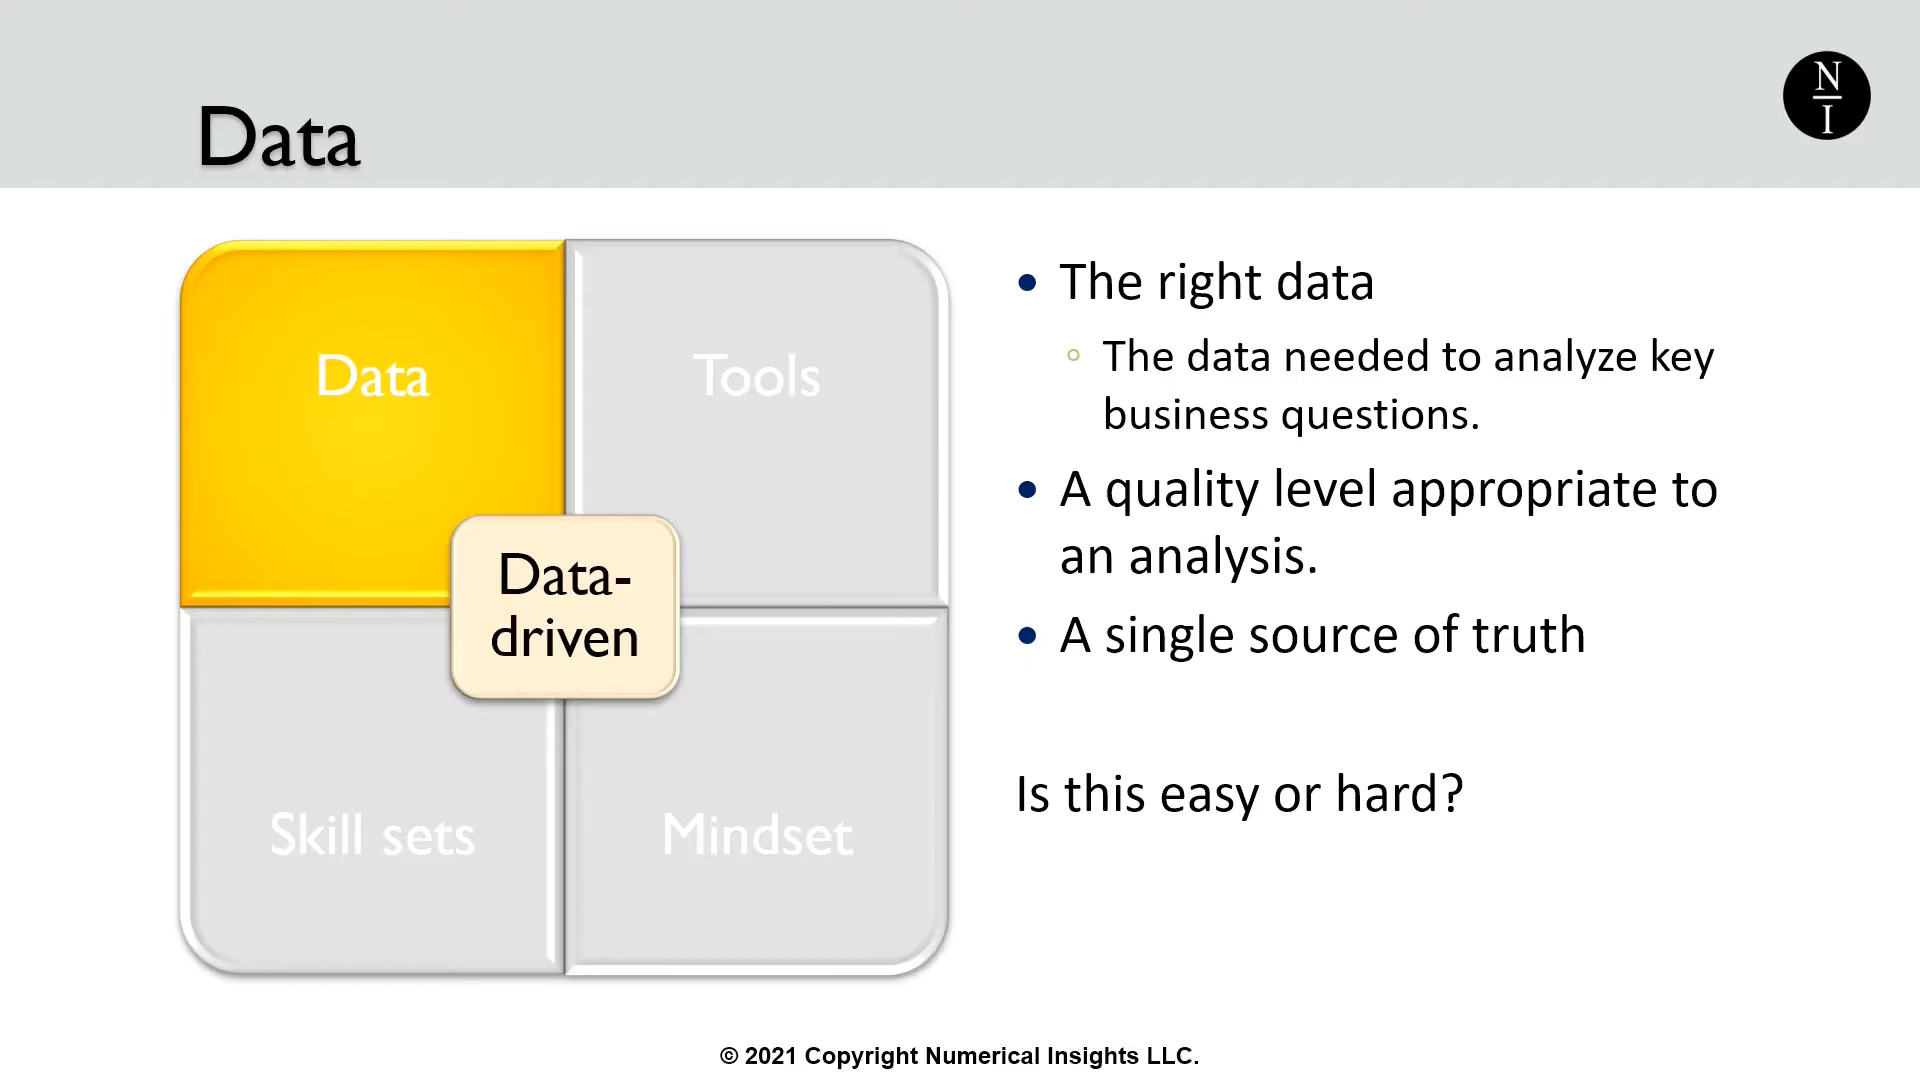 Data
N
I
Data
Tools
Data-
driven
Skill sets
Mindset
• The right data
◦ The data needed to analyze key
business questions.
• A quality level appropriate to
an analysis.
• A single source of truth
Is this easy or hard?
© 2021 Copyright Numerical Insights LLC.